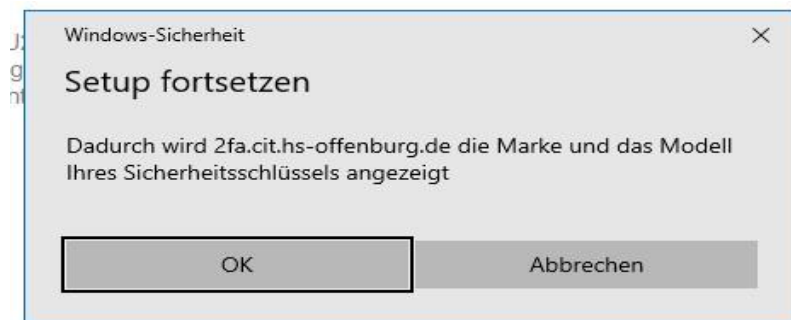 Windows-Sicherheit
Setup fortsetzen
Dadurch wird 2fa.cit.hs-offenburg.de die Marke und das Modell
Ihres Sicherheitsschlüssels angezeigt
OK
Abbrechen